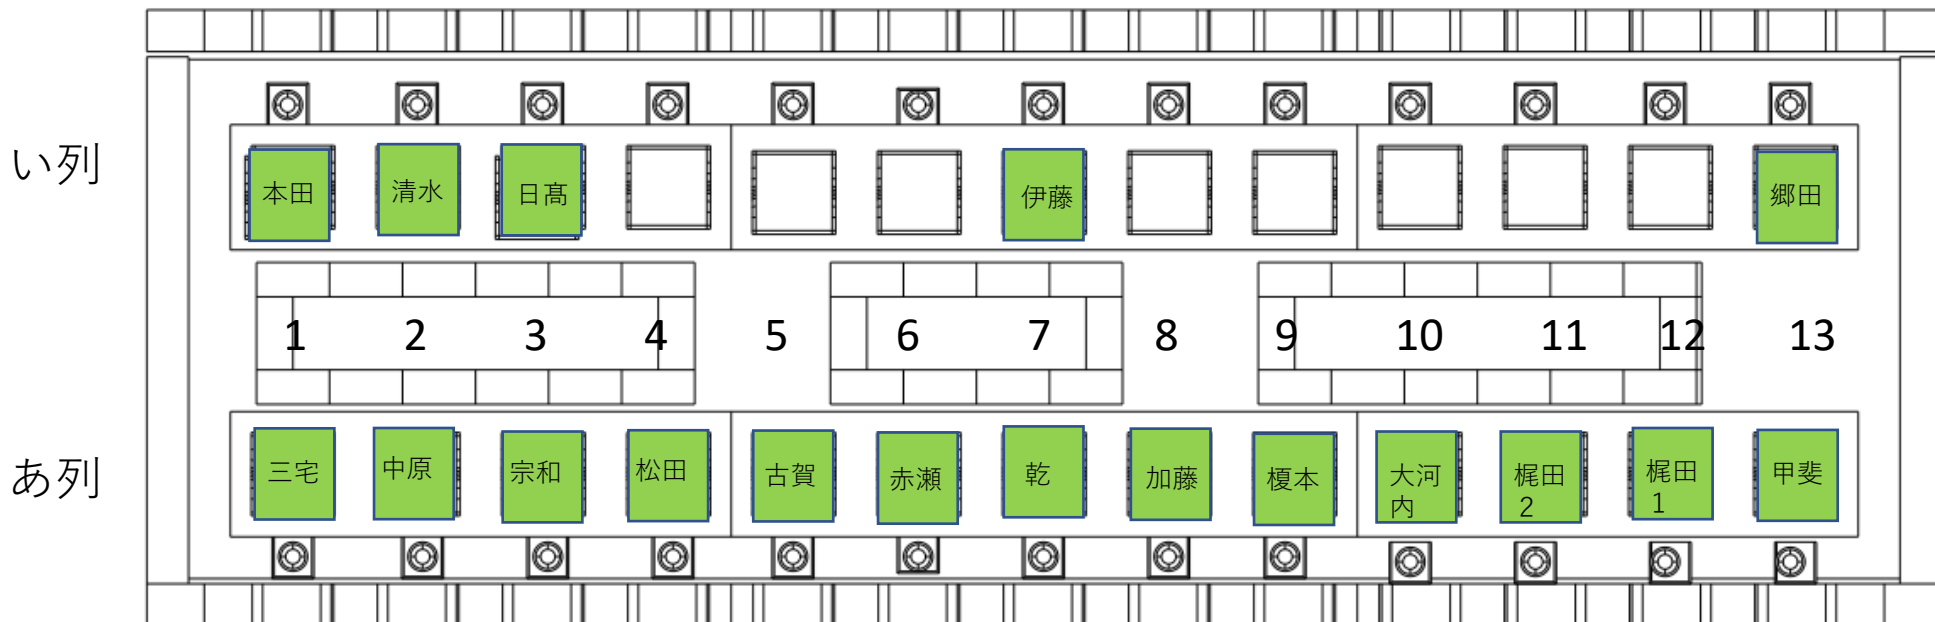 い列
本田 清水 日髙 伊藤 郷田
1 2 3 4 5 6 7 8 9 10 11 12 13
あ列
三宅 中原 宗和 松田 古賀 赤瀬 乾 加藤 榎本 大河内 梶田2 梶田1 甲斐